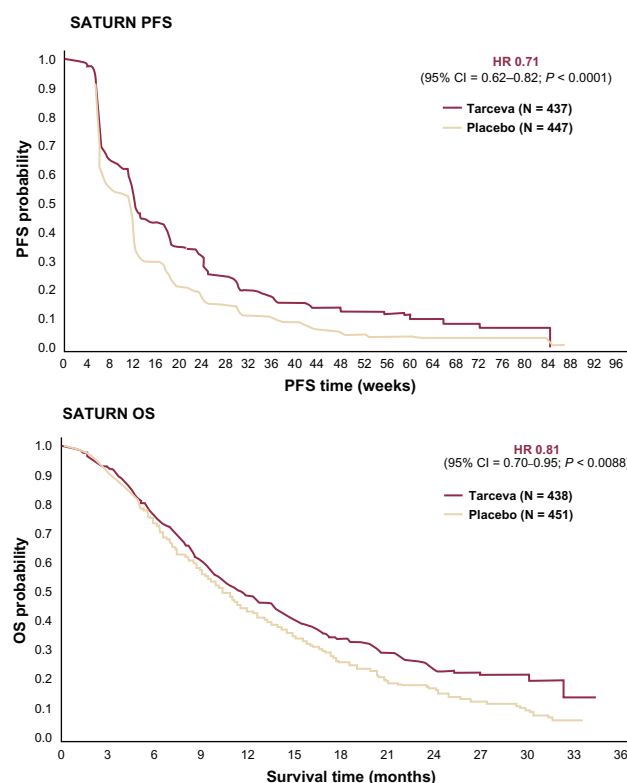 SATURN PFS
HR 0.71
(95% CI = 0.62–0.82; P < 0.0001)
Tarceva (N = 437)
Placebo (N = 447)
PFS probability
1.0
0.9
0.8
0.7
0.6
0.5
0.4
0.3
0.2
0.1
0.0
0 4 8 12 16 20 24 28 32 36 40 44 48 52 56 60 64 68 72 76 80 84 88 92 96
PFS time (weeks)
SATURN OS
HR 0.81
(95% CI = 0.70–0.95; P < 0.0088)
Tarceva (N = 438)
Placebo (N = 451)
OS probability
1.0
0.9
0.8
0.7
0.6
0.5
0.4
0.3
0.2
0.1
0.0
0 3 6 9 12 15 18 21 24 27 30 33 36
Survival time (months)